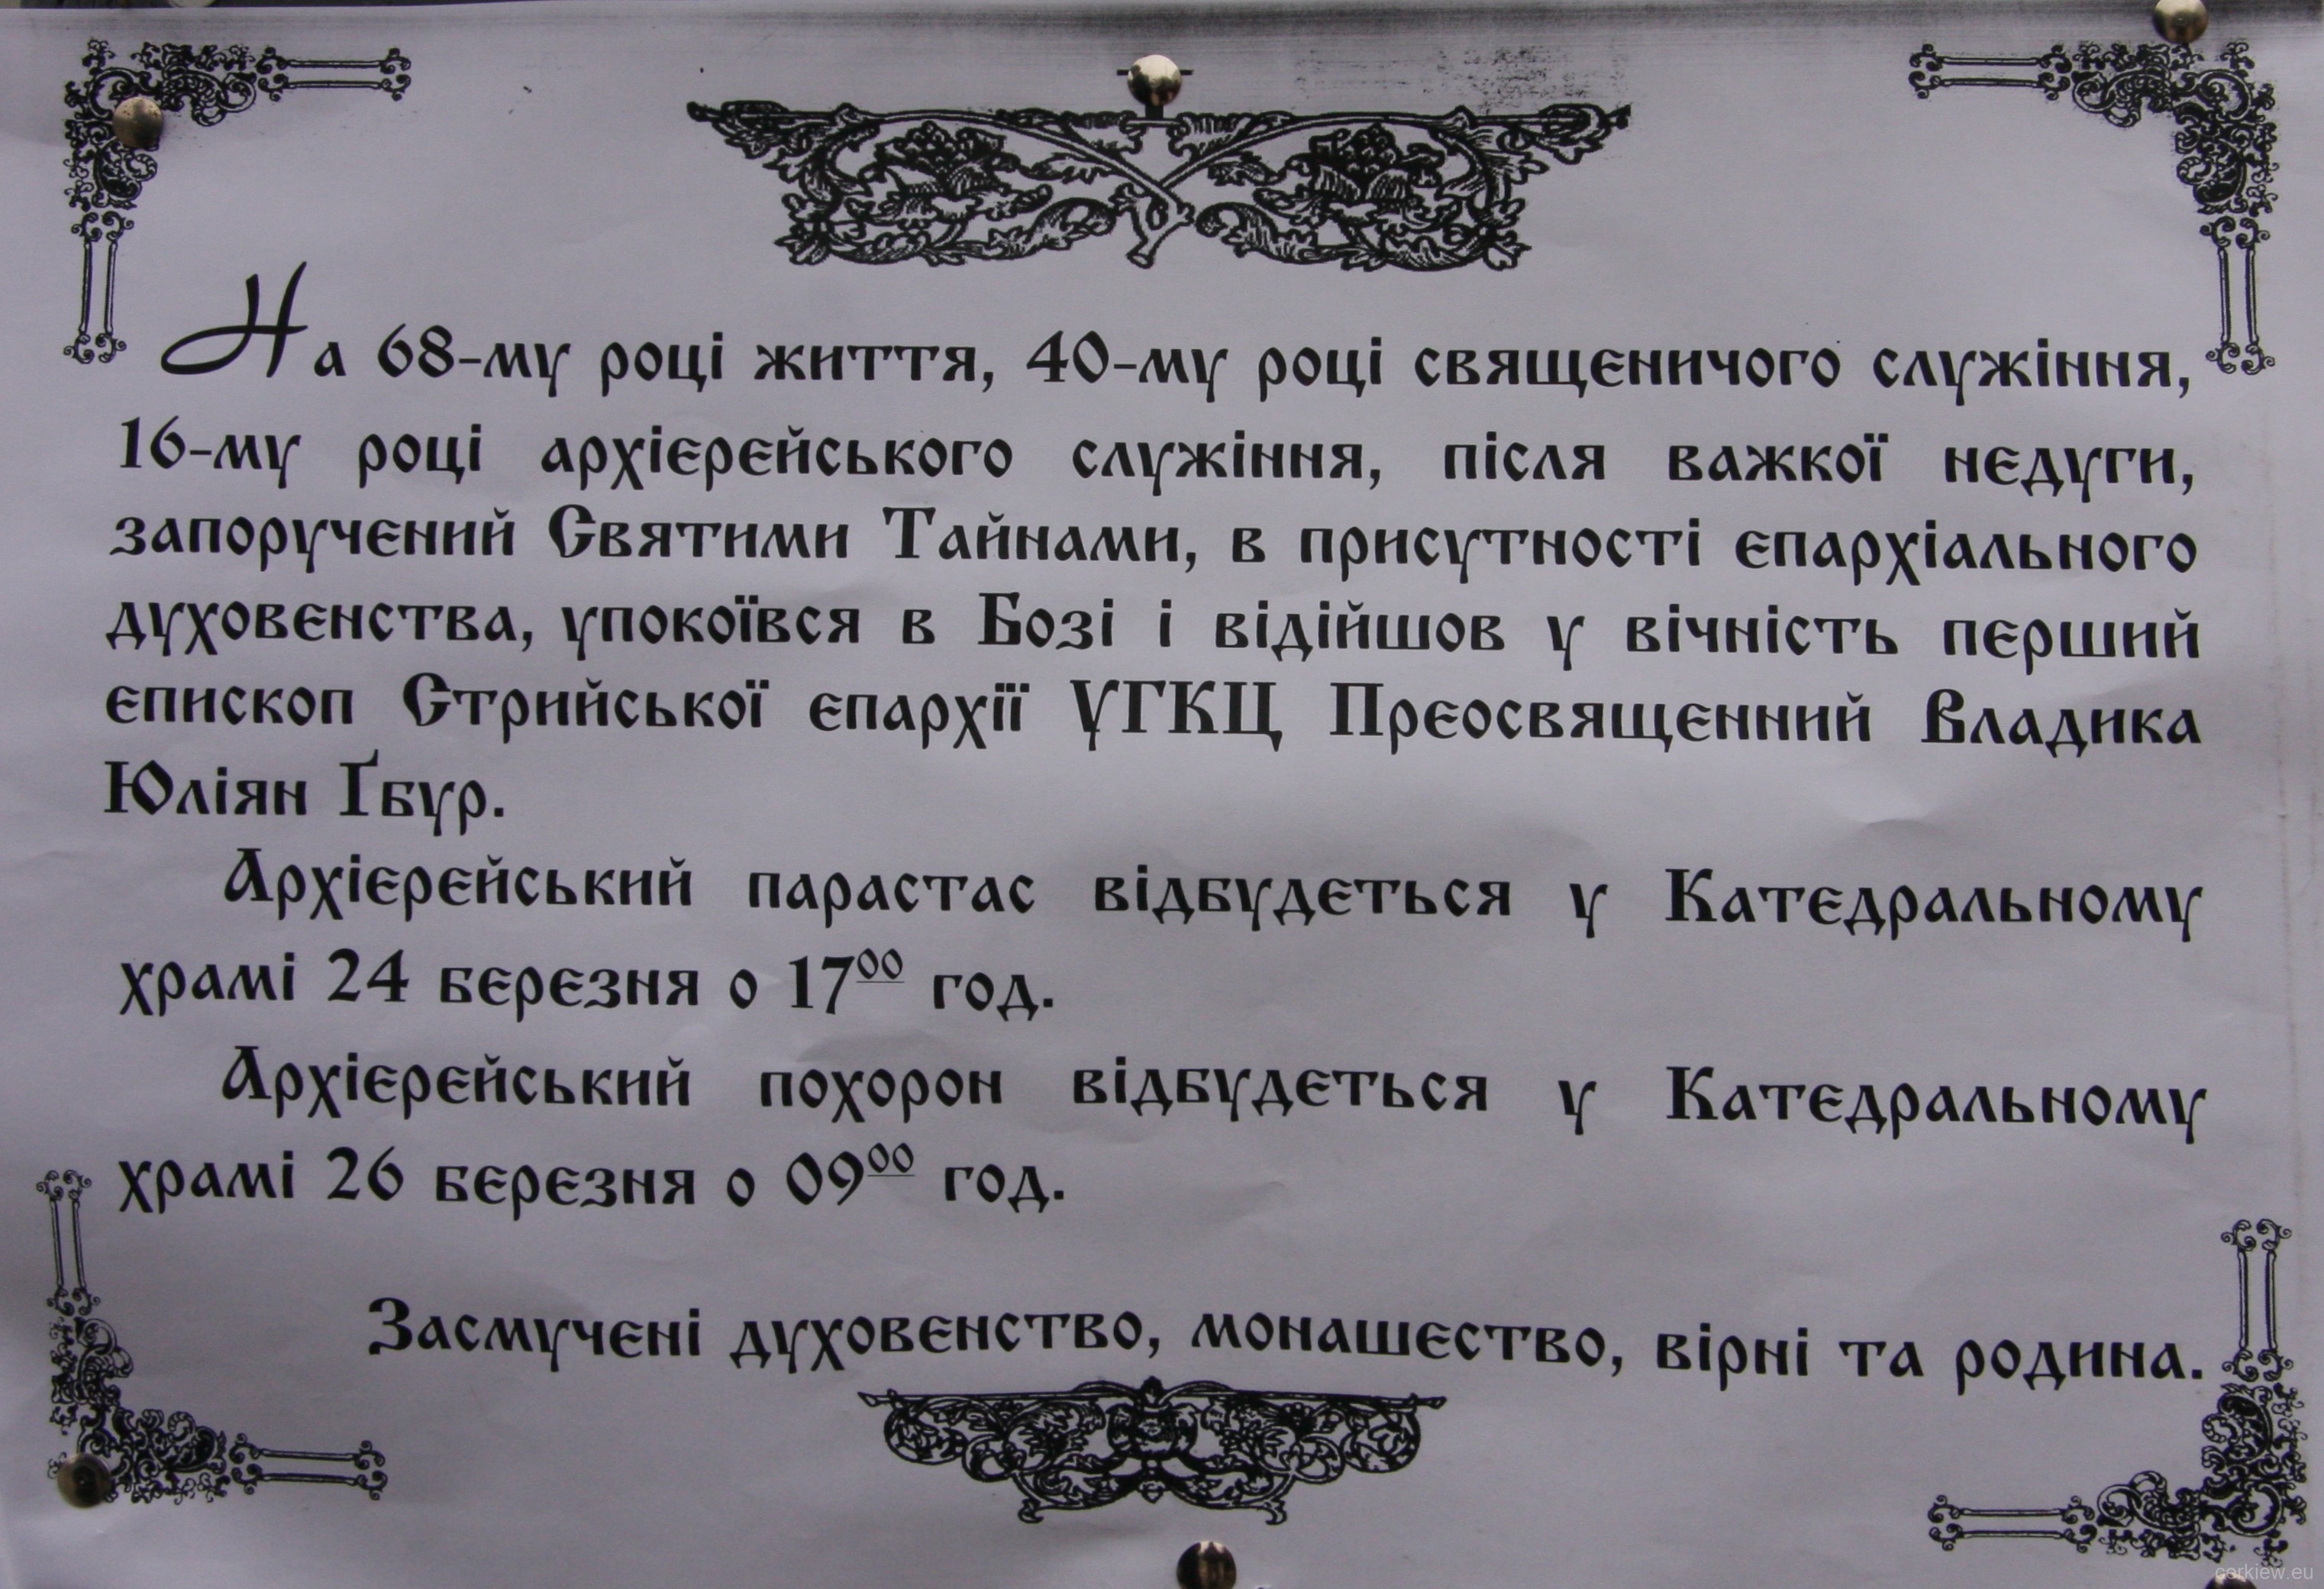 На 68-му році життя, 40-му році священичого служіння,
16-му році архієрейського служіння, після важкої недуги,
запоручений Святими Тайнами, в присутності єпархіального
духовенства, упокоївся в Бозі і відійшов у вічність перший
єпископ Стрийської єпархії УГКЦ Преосвященний Владика
Юліян Ґбур.
Архієрейський парастас відбудеться у Катедральному
храмі 24 березня о 17⁰⁰ год.
Архієрейський похорон відбудеться у Катедральному
храмі 26 березня о 09⁰⁰ год.
Засмучені духовенство, монашество, вірні та родина.
cerkiew.eu